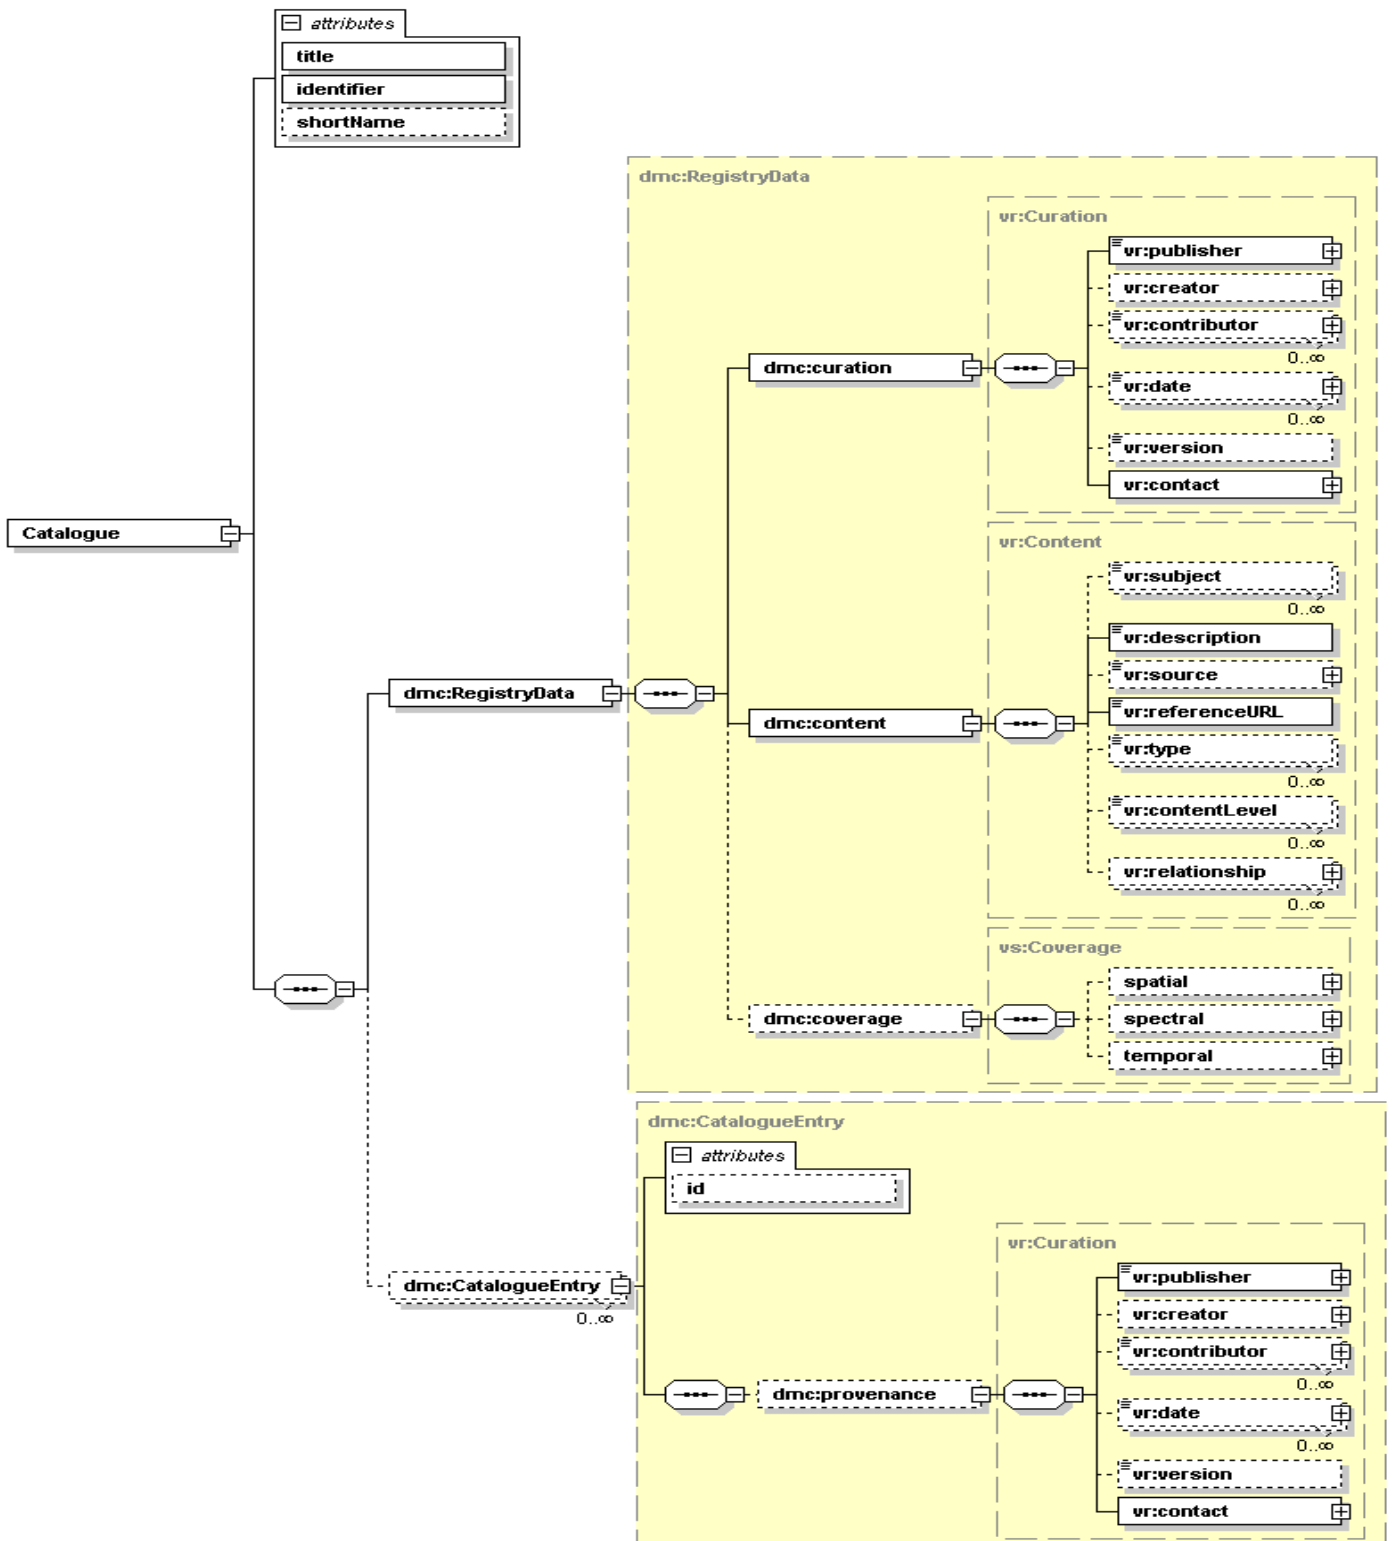 attributes
title
identifier
shortName
dmc:RegistryData
vr:Curation
vr:publisher
vr:creator
vr:contributor
0..∞
dmc:curation
vr:date
0..∞
vr:version
vr:contact
Catalogue
vr:Content
vr:subject
0..∞
vr:description
vr:source
dmc:RegistryData
dmc:content
vr:referenceURL
vr:type
0..∞
vr:contentLevel
0..∞
vr:relationship
0..∞
vs:Coverage
spatial
dmc:coverage
spectral
temporal
dmc:CatalogueEntry
attributes
id
vr:Curation
dmc:CatalogueEntry
0..∞
vr:publisher
vr:creator
vr:contributor
0..∞
dmc:provenance
vr:date
0..∞
vr:version
vr:contact